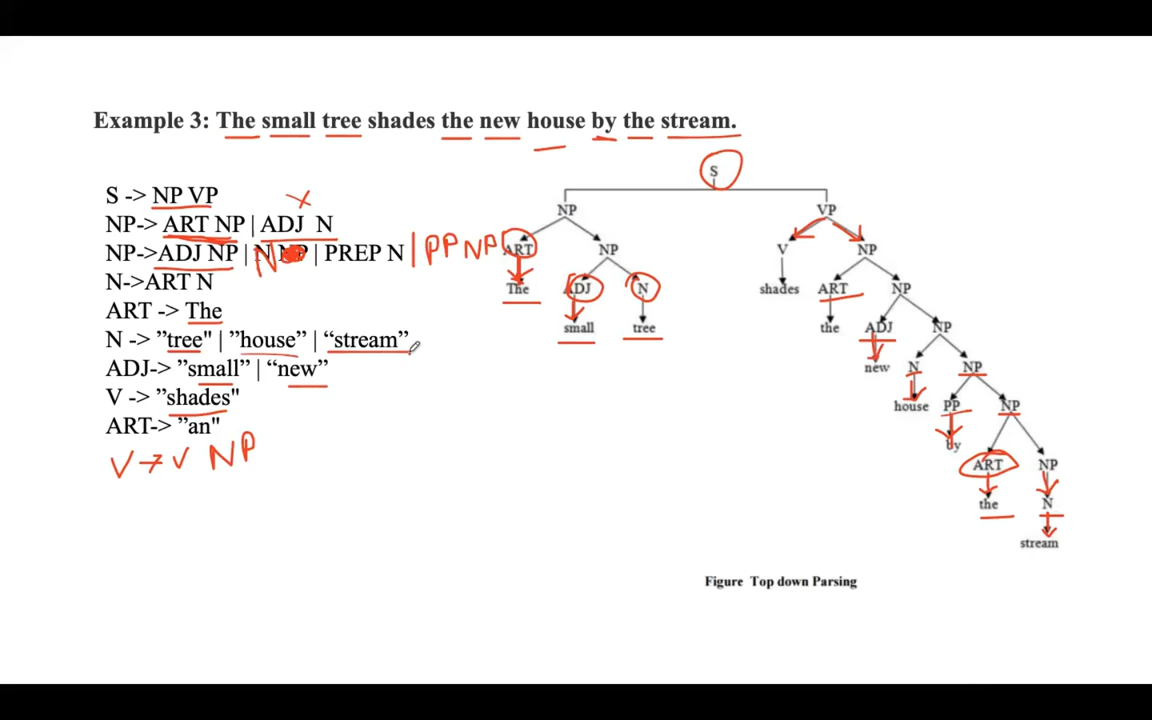 Example 3: The small tree shades the new house by the stream.
S -> NP VP
NP-> ART NP | ADJ N
NP->ADJ NP | N | PREP N | PP NP
N->ART N
ART -> The
N -> ”tree" | ”house” | “stream”
ADJ-> ”small” | “new”
V -> ”shades"
ART-> ”an"
V → V NP
S
NP VP
ART NP V NP
The ADJ N shades ART NP
small tree the ADJ NP
new N NP
house PP NP
by ART NP
the N
stream
Figure Top down Parsing